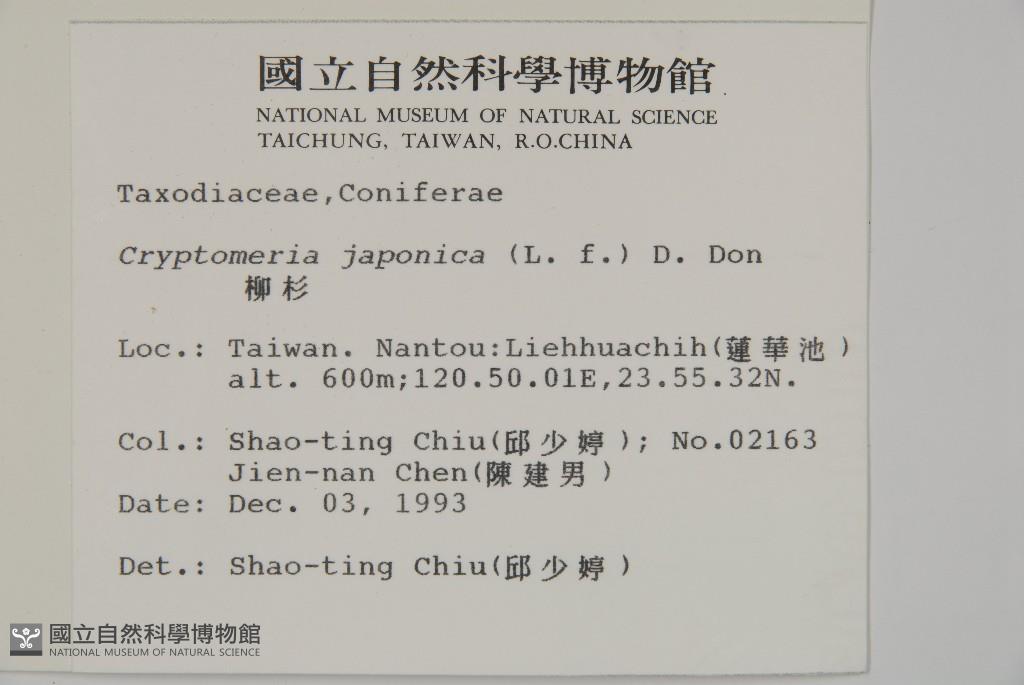 國立自然科學博物館
NATIONAL MUSEUM OF NATURAL SCIENCE
TAICHUNG, TAIWAN, R.O.CHINA
Taxodiaceae,Coniferae
Cryptomeria japonica (L. f.) D. Don
柳杉
Loc.: Taiwan. Nantou:Liehhuachih(蓮華池)
alt. 600m;120.50.01E,23.55.32N.
Col.: Shao-ting Chiu(邱少婷); No.02163
Jien-nan Chen(陳建男)
Date: Dec. 03, 1993
Det.: Shao-ting Chiu(邱少婷)
國立自然科學博物館
NATIONAL MUSEUM OF NATURAL SCIENCE